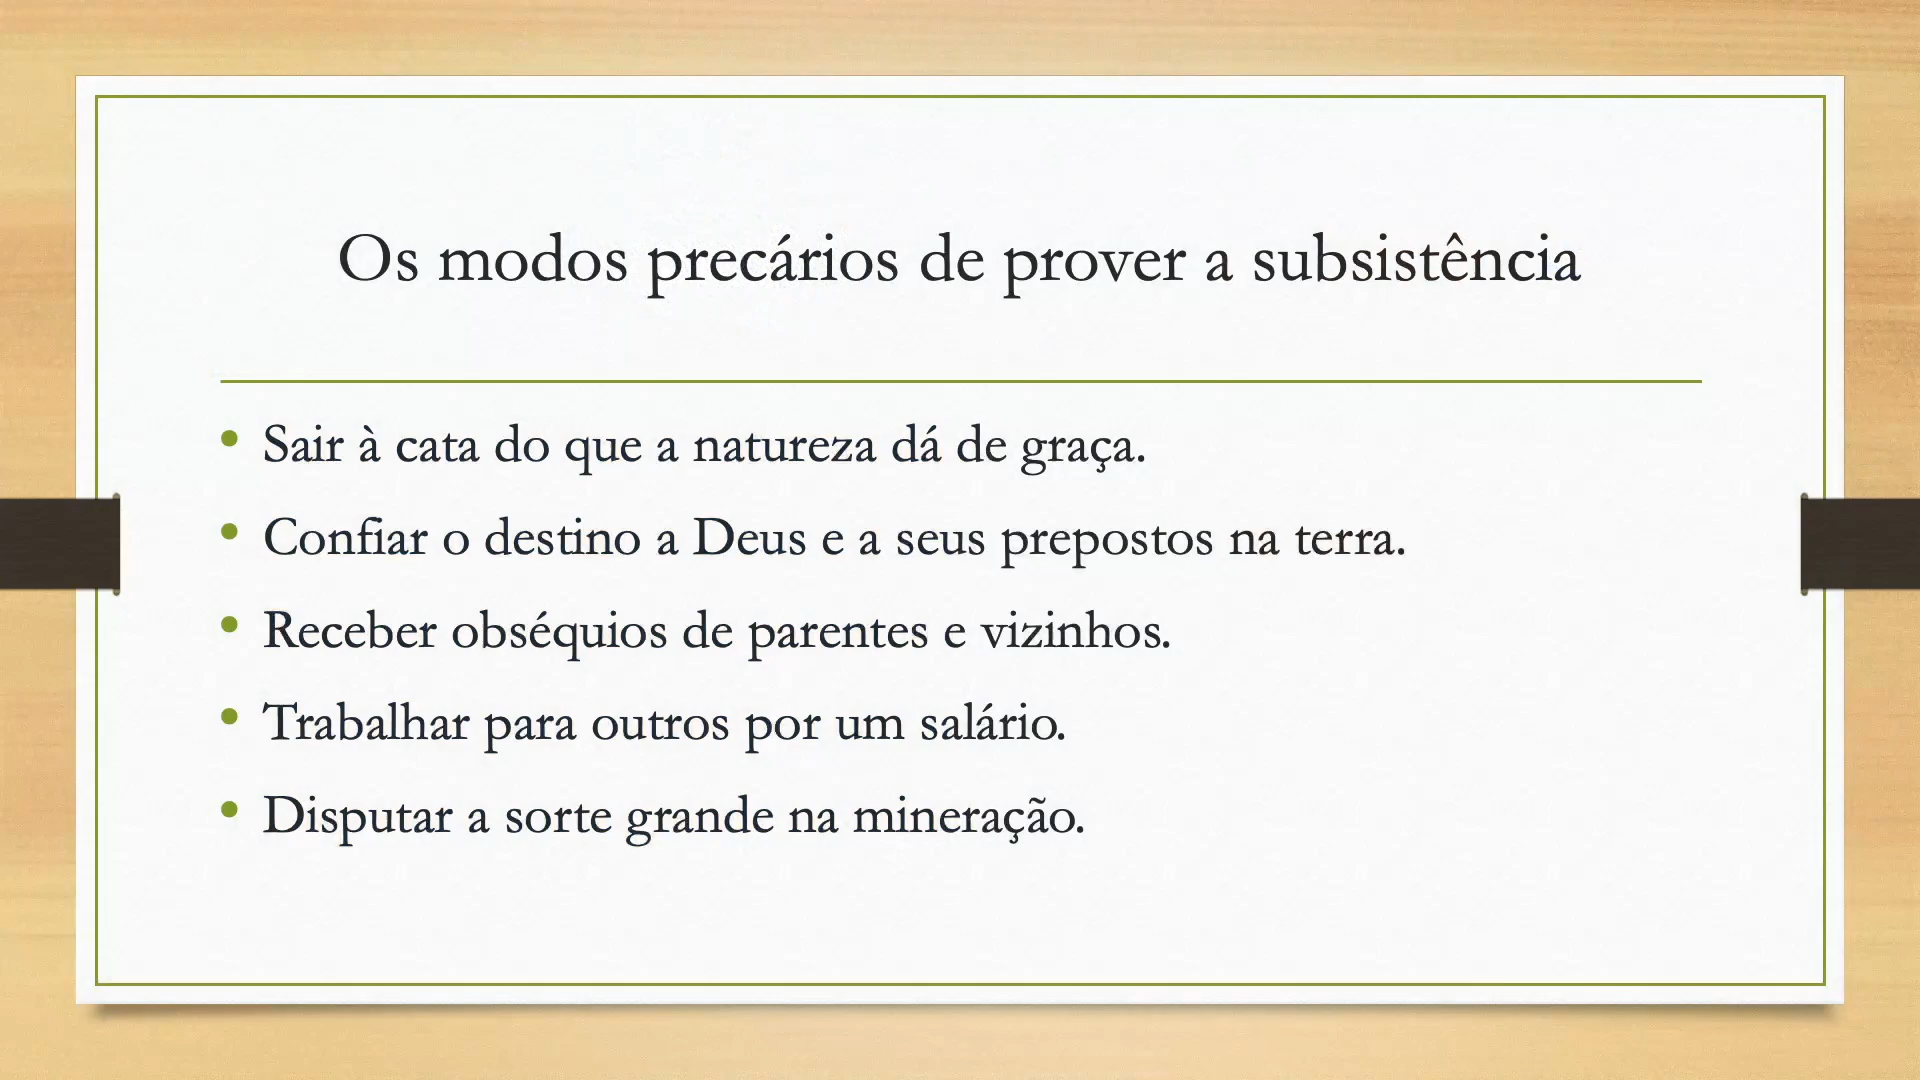 Os modos precários de prover a subsistência
• Sair à cata do que a natureza dá de graça.
• Confiar o destino a Deus e a seus prepostos na terra.
• Receber obséquios de parentes e vizinhos.
• Trabalhar para outros por um salário.
• Disputar a sorte grande na mineração.